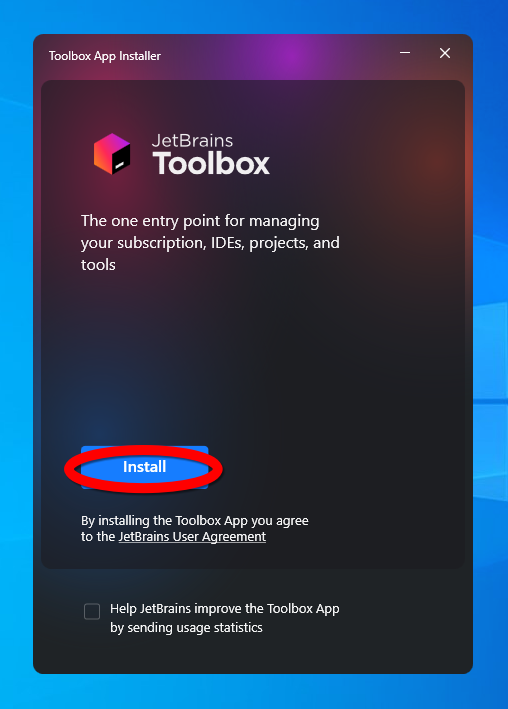 Toolbox App Installer
JetBrains
Toolbox
The one entry point for managing
your subscription, IDEs, projects, and
tools
Install
By installing the Toolbox App you agree
to the JetBrains User Agreement
Help JetBrains improve the Toolbox App
by sending usage statistics